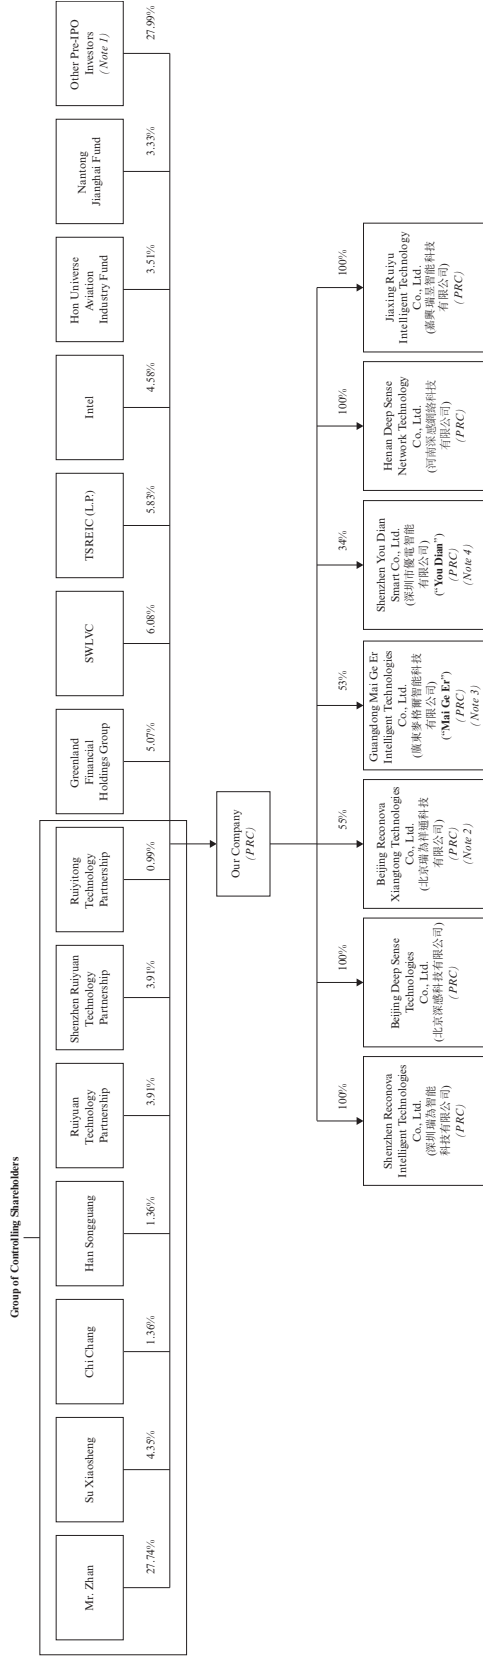 Group of Controlling Shareholders
Mr. Zhan
Su Xiaosheng
Chi Chang
Han Songguang
Ruiyuan
Technology
Partnership
Shenzhen Ruiyuan
Technology
Partnership
Ruiyitong
Technology
Partnership
Greenland
Financial
Holdings Group
SWLVC
TSREIC (L.P.)
Intel
Hon Universe
Aviation
Industry Fund
Nantong
Jianghai Fund
Other Pre-IPO
Investors
(Note 1)
27.74%
4.35%
1.36%
1.36%
3.91%
3.91%
0.99%
5.07%
6.08%
5.83%
4.58%
3.51%
3.33%
27.99%
Our Company
(PRC)
100%
100%
55%
53%
34%
100%
100%
Shenzhen Reconova
Intelligent Technologies
Co., Ltd.
(深圳瑞為智能
科技有限公司)
(PRC)
Beijing Deep Sense
Technologies
Co., Ltd.
(北京深感科技有限公司)
(PRC)
Beijing Reconova
Xiangtong Technologies
Co., Ltd.
(北京瑞為祥通科技
有限公司)
(PRC)
(Note 2)
Guangdong Mai Ge Er
Intelligent Technologies
Co., Ltd.
(廣東麥格爾智能科技
有限公司)
("Mai Ge Er")
(PRC)
(Note 3)
Shenzhen You Dian
Smart Co., Ltd.
(深圳市優電智能
有限公司)
("You Dian")
(PRC)
(Note 4)
Henan Deep Sense
Network Technology
Co., Ltd.
(河南深感網絡科技
有限公司)
(PRC)
Jiaxing Ruiyu
Intelligent Technology
Co., Ltd.
(嘉興瑞昱智能科技
有限公司)
(PRC)